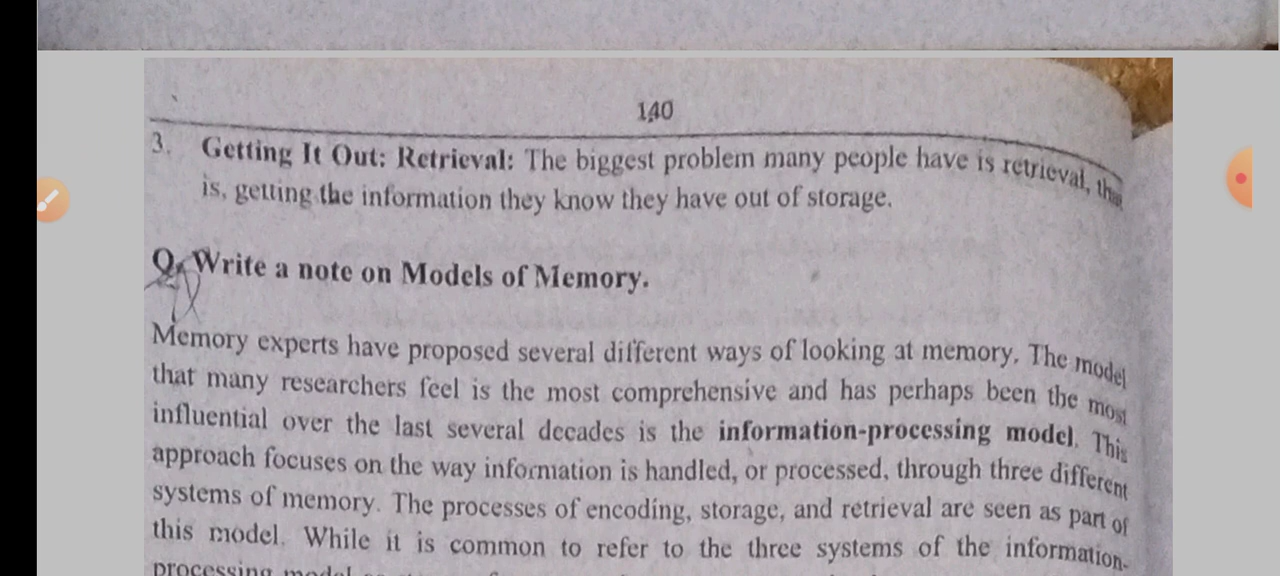 140
3. Getting It Out: Retrieval: The biggest problem many people have is retrieval, that
is, getting the information they know they have out of storage.
Q. Write a note on Models of Memory.
Memory experts have proposed several different ways of looking at memory. The model
that many researchers feel is the most comprehensive and has perhaps been the most
influential over the last several decades is the information-processing model. This
approach focuses on the way information is handled, or processed, through three different
systems of memory. The processes of encoding, storage, and retrieval are seen as part of
this model. While it is common to refer to the three systems of the information-
processing model